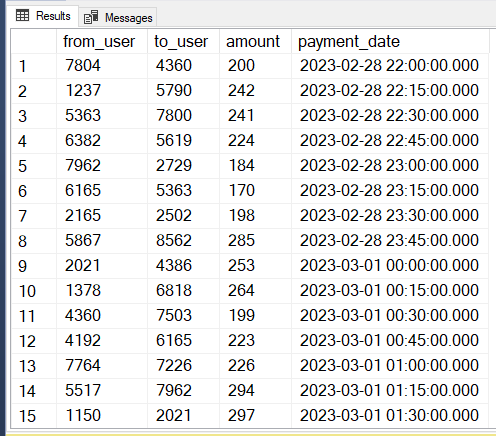 Results Messages
from_user to_user amount payment_date
1 7804 4360 200 2023-02-28 22:00:00.000
2 1237 5790 242 2023-02-28 22:15:00.000
3 5363 7800 241 2023-02-28 22:30:00.000
4 6382 5619 224 2023-02-28 22:45:00.000
5 7962 2729 184 2023-02-28 23:00:00.000
6 6165 5363 170 2023-02-28 23:15:00.000
7 2165 2502 198 2023-02-28 23:30:00.000
8 5867 8562 285 2023-02-28 23:45:00.000
9 2021 4386 253 2023-03-01 00:00:00.000
10 1378 6818 264 2023-03-01 00:15:00.000
11 4360 7503 199 2023-03-01 00:30:00.000
12 4192 6165 223 2023-03-01 00:45:00.000
13 7764 7226 226 2023-03-01 01:00:00.000
14 5517 7962 294 2023-03-01 01:15:00.000
15 1150 2021 297 2023-03-01 01:30:00.000